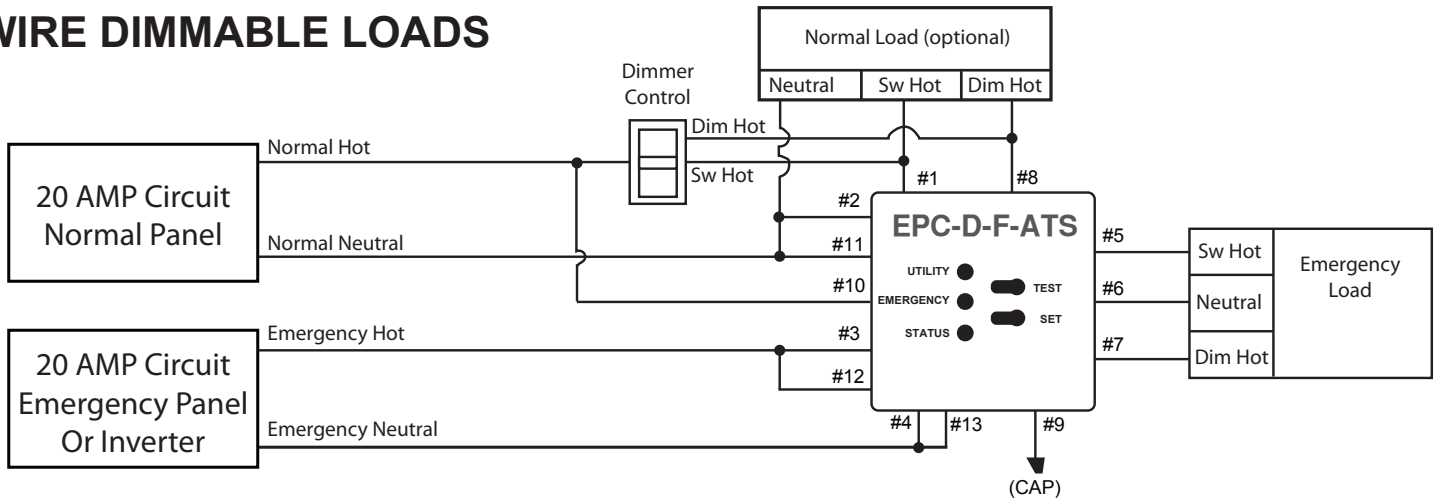 WIRE DIMMABLE LOADS
Normal Load (optional)
Neutral
Sw Hot
Dim Hot
Dimmer
Control
Dim Hot
Sw Hot
Normal Hot
20 AMP Circuit
Normal Panel
Normal Neutral
#1
#8
#2
#11
#10
#3
#12
#4
#13
#9
(CAP)
EPC-D-F-ATS
UTILITY
EMERGENCY
STATUS
TEST
SET
#5
#6
#7
Sw Hot
Neutral
Dim Hot
Emergency
Load
Emergency Hot
20 AMP Circuit
Emergency Panel
Or Inverter
Emergency Neutral